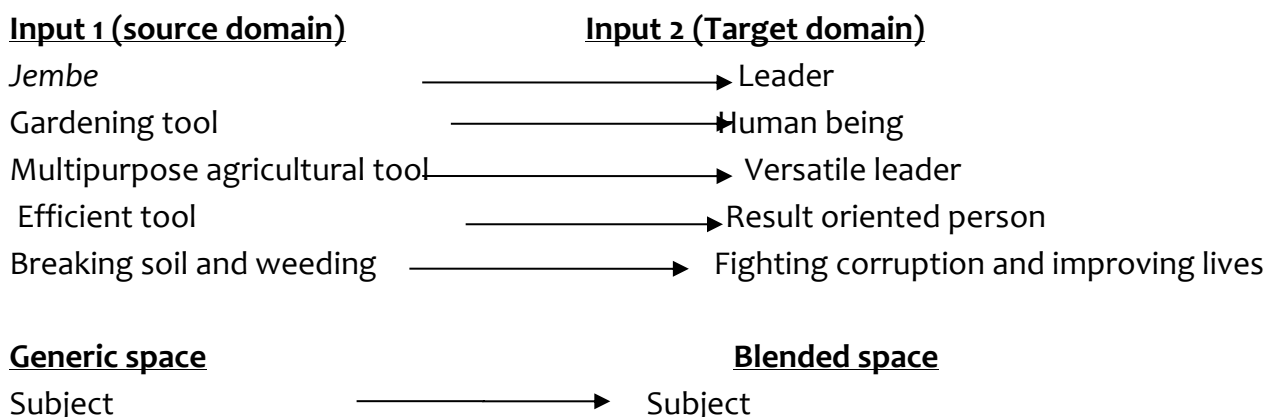 Input 1 (source domain) Input 2 (Target domain)
Jembe Leader
Gardening tool Human being
Multipurpose agricultural tool Versatile leader
Efficient tool Result oriented person
Breaking soil and weeding Fighting corruption and improving lives
Generic space Blended space
Subject Subject